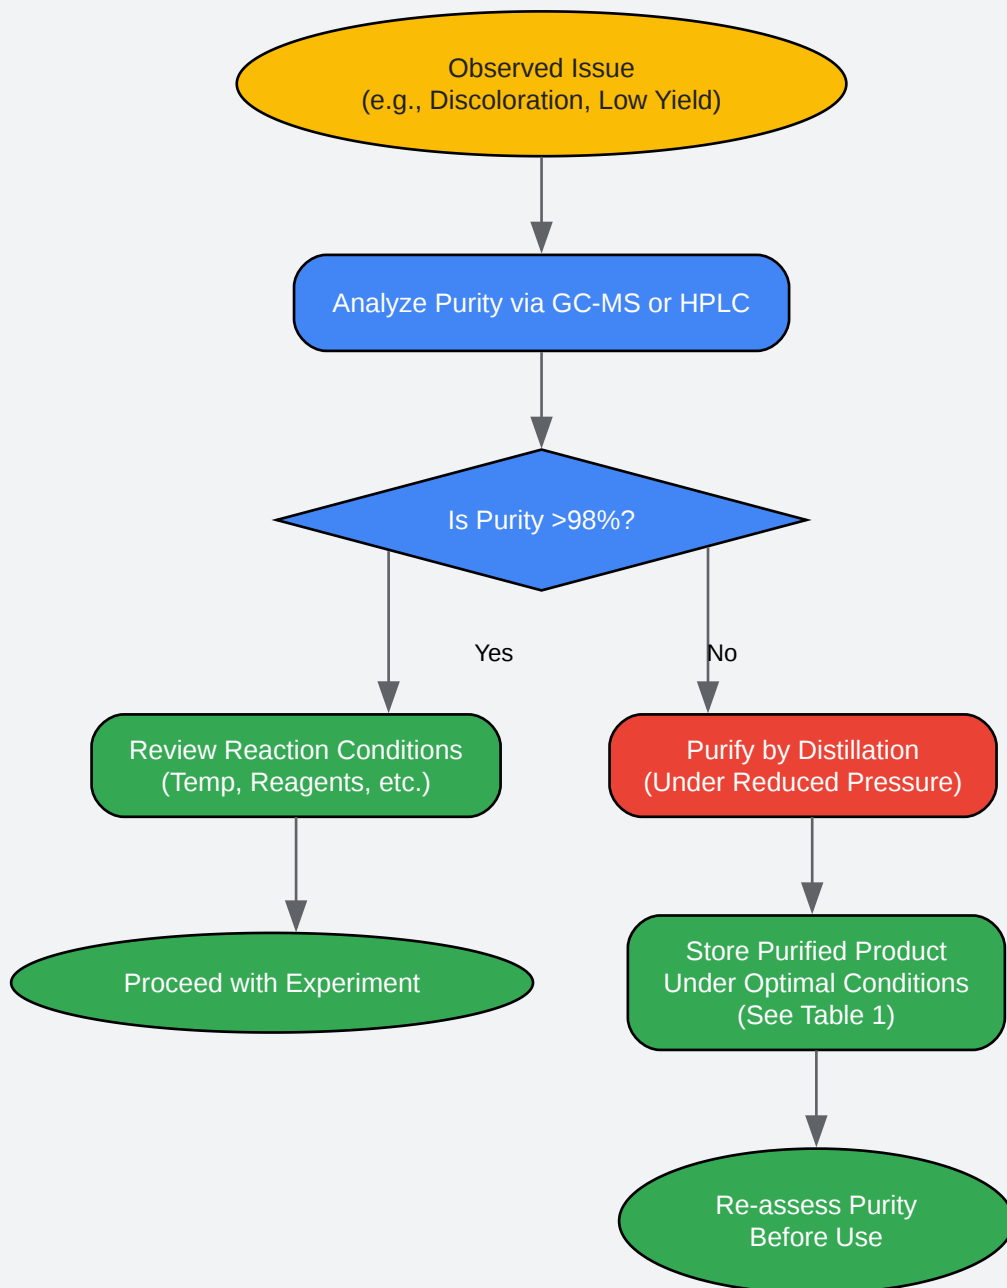 Observed Issue
(e.g., Discoloration, Low Yield)
Analyze Purity via GC-MS or HPLC
Is Purity >98%?
Yes
No
Review Reaction Conditions
(Temp, Reagents, etc.)
Purify by Distillation
(Under Reduced Pressure)
Proceed with Experiment
Store Purified Product
Under Optimal Conditions
(See Table 1)
Re-assess Purity
Before Use